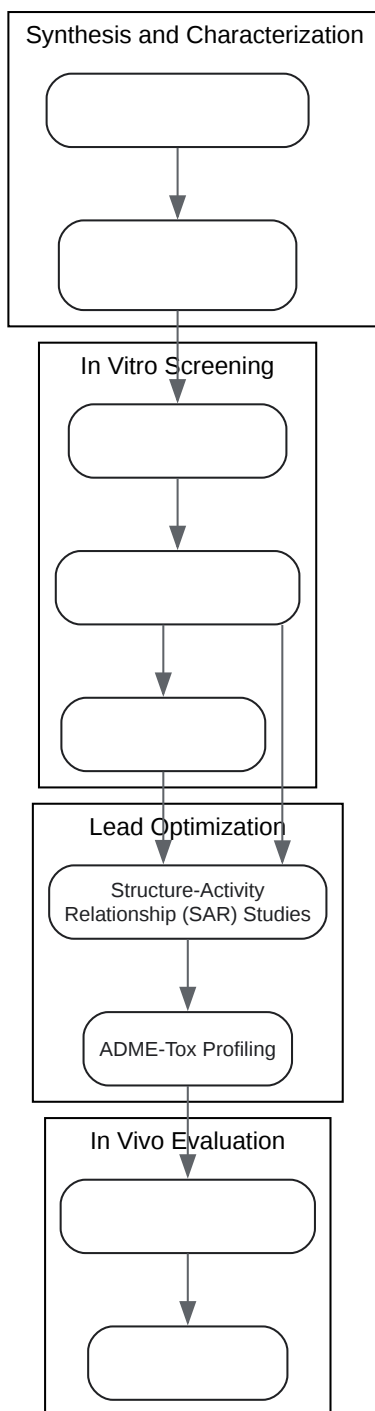 Synthesis and Characterization
In Vitro Screening
Lead Optimization
Structure-Activity
Relationship (SAR) Studies
ADME-Tox Profiling
In Vivo Evaluation